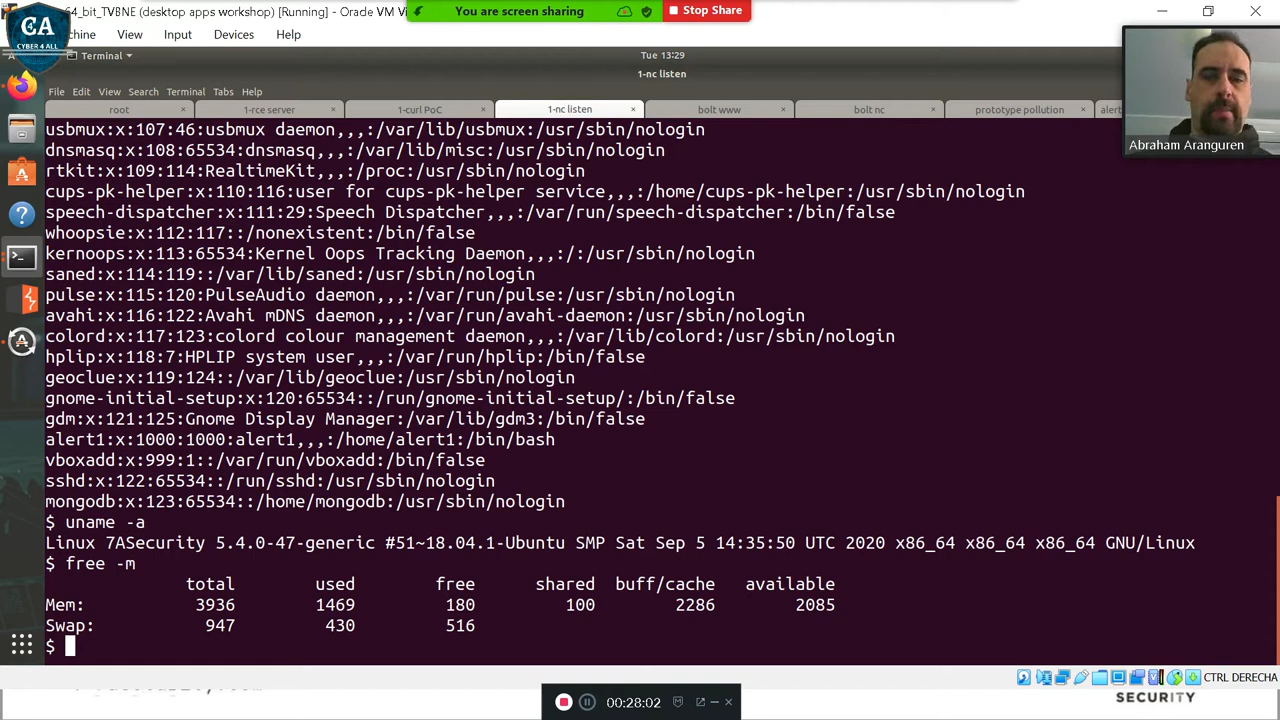 64_bit_TVBNE (desktop apps workshop) [Running] - Oracle VM Vi
You are screen sharing
Stop Share
CA
CYBER 4 ALL
chine View Input Devices Help
Terminal
Tue 13:29
1-nc listen
File Edit View Search Terminal Tabs Help
root 1-rce server 1-curl PoC 1-nc listen bolt www bolt nc prototype pollution alert
Abraham Aranguren
usbmux:x:107:46:usbmux daemon,,,:/var/lib/usbmux:/usr/sbin/nologin
dnsmasq:x:108:65534:dnsmasq,,,:/var/lib/misc:/usr/sbin/nologin
rtkit:x:109:114:RealtimeKit,,,:/proc:/usr/sbin/nologin
cups-pk-helper:x:110:116:user for cups-pk-helper service,,,:/home/cups-pk-helper:/usr/sbin/nologin
speech-dispatcher:x:111:29:Speech Dispatcher,,,:/var/run/speech-dispatcher:/bin/false
whoopsie:x:112:117::/nonexistent:/bin/false
kernoops:x:113:65534:Kernel Oops Tracking Daemon,,,:/:/usr/sbin/nologin
saned:x:114:119::/var/lib/saned:/usr/sbin/nologin
pulse:x:115:120:PulseAudio daemon,,,:/var/run/pulse:/usr/sbin/nologin
avahi:x:116:122:Avahi mDNS daemon,,,:/var/run/avahi-daemon:/usr/sbin/nologin
colord:x:117:123:colord colour management daemon,,,:/var/lib/colord:/usr/sbin/nologin
hplip:x:118:7:HPLIP system user,,,:/var/run/hplip:/bin/false
geoclue:x:119:124::/var/lib/geoclue:/usr/sbin/nologin
gnome-initial-setup:x:120:65534::/run/gnome-initial-setup/:/bin/false
gdm:x:121:125:Gnome Display Manager:/var/lib/gdm3:/bin/false
alert1:x:1000:1000:alert1,,,:/home/alert1:/bin/bash
vboxadd:x:999:1::/var/run/vboxadd:/bin/false
sshd:x:122:65534::/run/sshd:/usr/sbin/nologin
mongodb:x:123:65534::/home/mongodb:/usr/sbin/nologin
$ uname -a
Linux 7ASecurity 5.4.0-47-generic #51~18.04.1-Ubuntu SMP Sat Sep 5 14:35:50 UTC 2020 x86_64 x86_64 x86_64 GNU/Linux
$ free -m
total used free shared buff/cache available
Mem: 3936 1469 180 100 2286 2085
Swap: 947 430 516
$
CTRL DERECHA
00:28:02
SECURITY